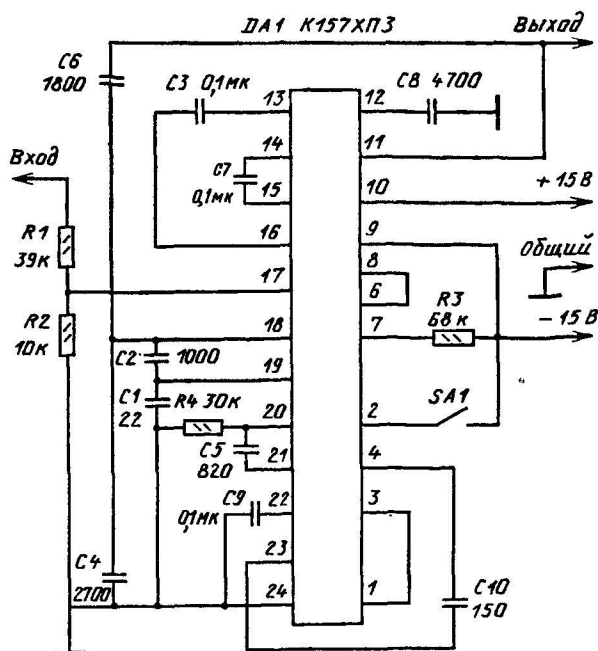 DA1 К157ХП3
Выход
C6
1800
C3 0,1мк
13
12
C8 4700
Вход
14
11
C7
0,1мк
15
10
+ 15 В
R1
39к
16
9
Общий
8
17
6
R3
68 к
R2
10к
18
7
- 15 В
C2
1000
19
C1
22
R4 30к
20
2
SA1
C5
820
21
4
C9
0,1мк
22
3
C4
2700
23
24
1
C10
150